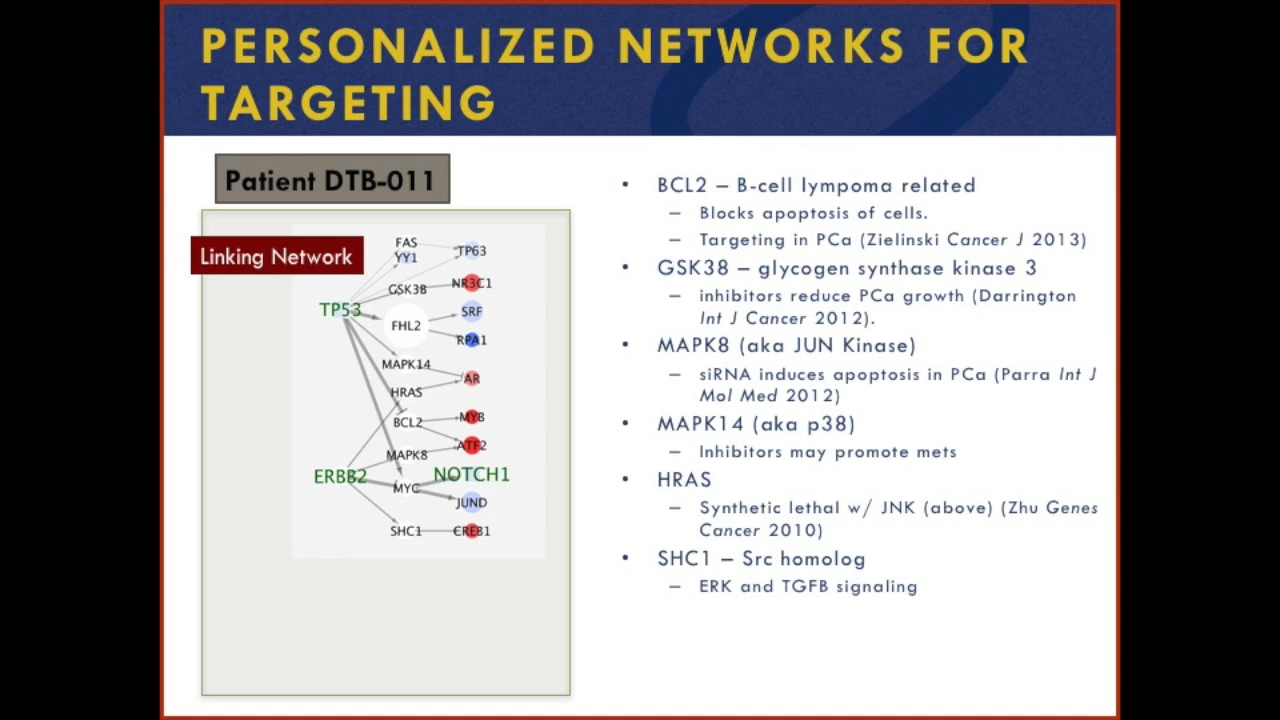 PERSONALIZED NETWORKS FOR
TARGETING
Patient DTB-011
Linking Network
FAS
YY1
TP63
GSK3B
NR3C1
TP53
SRF
FHL2
RPA1
MAPK14
AR
HRAS
BCL2
MYB
ATF2
MAPK8
ERBB2
NOTCH1
MYC
JUND
SHC1
CREB1
• BCL2 – B-cell lympoma related
– Blocks apoptosis of cells.
– Targeting in PCa (Zielinski Cancer J 2013)
• GSK38 – glycogen synthase kinase 3
– inhibitors reduce PCa growth (Darrington
Int J Cancer 2012).
• MAPK8 (aka JUN Kinase)
– siRNA induces apoptosis in PCa (Parra Int J
Mol Med 2012)
• MAPK14 (aka p38)
– Inhibitors may promote mets
• HRAS
– Synthetic lethal w/ JNK (above) (Zhu Genes
Cancer 2010)
• SHC1 – Src homolog
– ERK and TGFB signaling